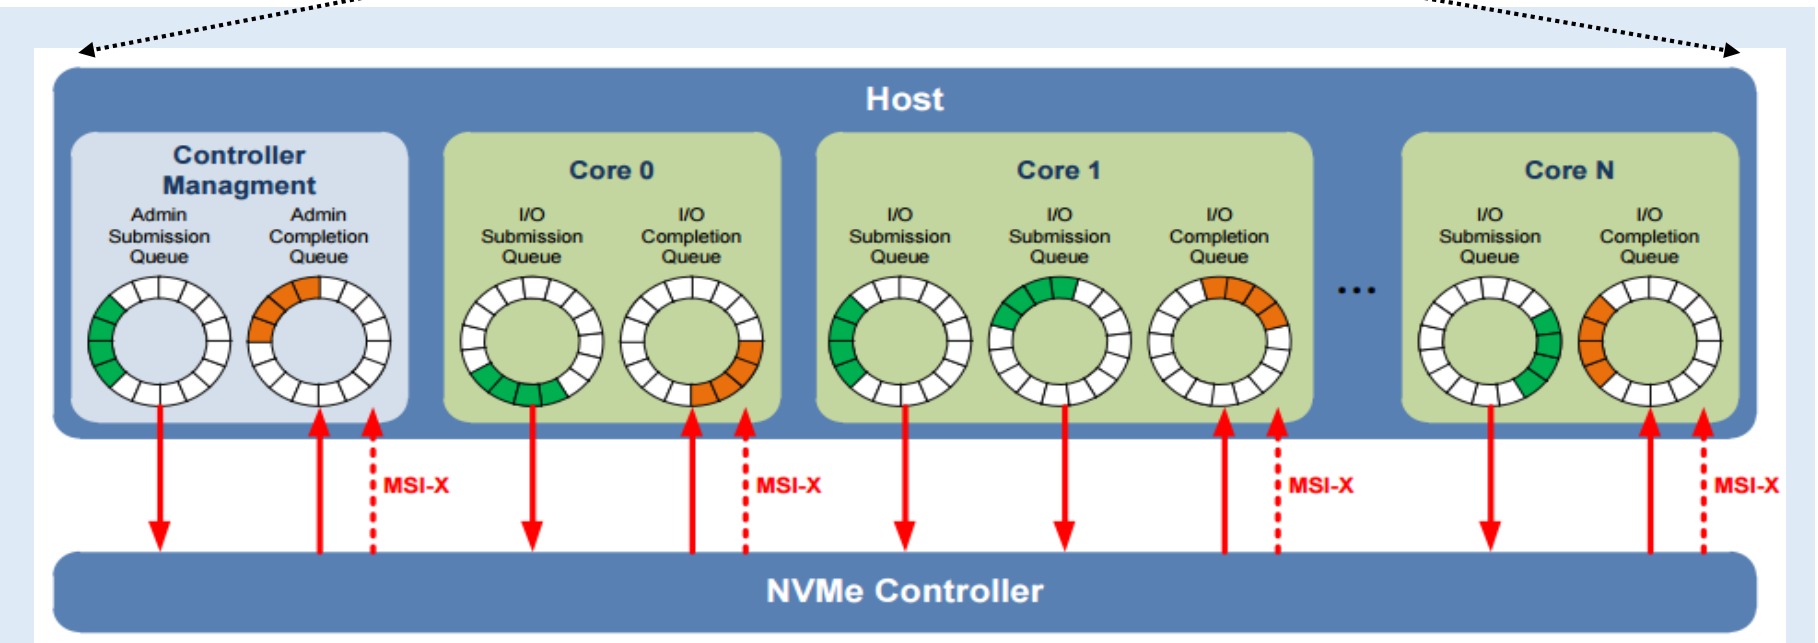 Host
Controller
Managment
Admin
Submission
Queue
Admin
Completion
Queue
Core 0
I/O
Submission
Queue
I/O
Completion
Queue
Core 1
I/O
Submission
Queue
I/O
Submission
Queue
I/O
Completion
Queue
...
Core N
I/O
Submission
Queue
I/O
Completion
Queue
MSI-X
MSI-X
MSI-X
MSI-X
NVMe Controller